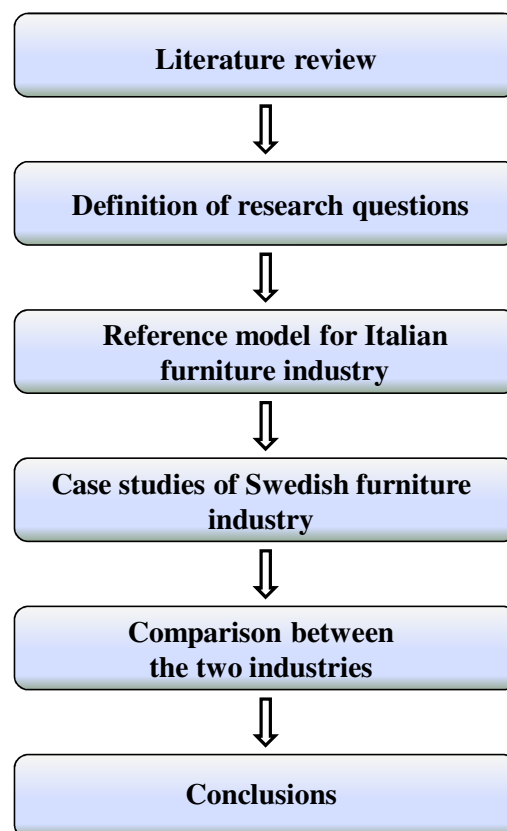 Literature review
Definition of research questions
Reference model for Italian
furniture industry
Case studies of Swedish furniture
industry
Comparison between
the two industries
Conclusions